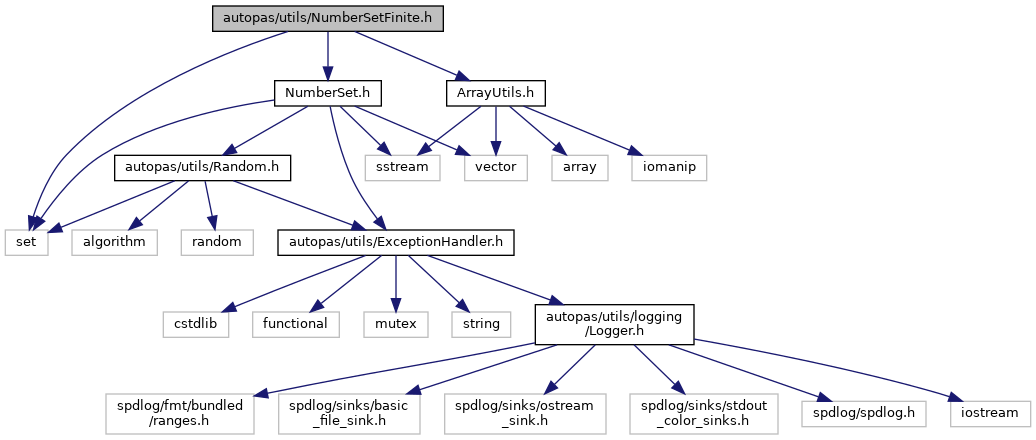 autopas/utils/NumberSetFinite.h
NumberSet.h
ArrayUtils.h
autopas/utils/Random.h
sstream
vector
array
iomanip
set
algorithm
random
autopas/utils/ExceptionHandler.h
cstdlib
functional
mutex
string
autopas/utils/logging
/Logger.h
spdlog/fmt/bundled
/ranges.h
spdlog/sinks/basic
_file_sink.h
spdlog/sinks/ostream
_sink.h
spdlog/sinks/stdout
_color_sinks.h
spdlog/spdlog.h
iostream